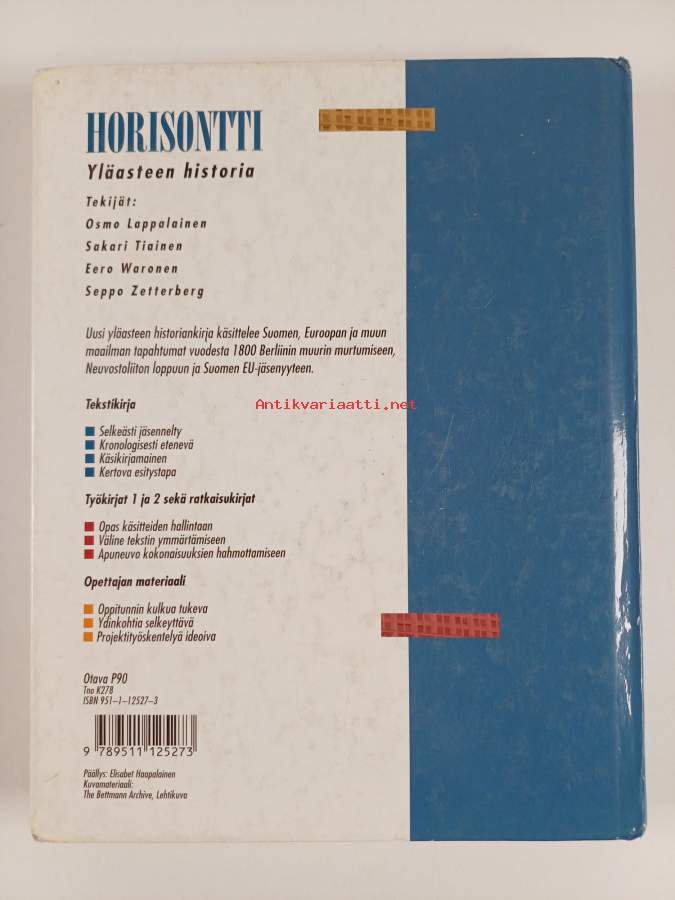 HORISONTTI
Yläasteen historia
Tekijät:
Osmo Lappalainen
Sakari Tiainen
Eero Waronen
Seppo Zetterberg
Uusi yläasteen historiankirja käsittelee Suomen, Euroopan ja muun
maailman tapahtumat vuodesta 1800 Berliinin muurin murtumiseen,
Neuvostoliiton loppuun ja Suomen EU-jäsenyyteen.
Antikvariaatti.net
Tekstikirja
Selkeästi jäsennelty
Kronologisesti etenevä
Käsikirjamainen
Kertova esitystapa
Työkirjat 1 ja 2 sekä ratkaisukirjat
Opas käsitteiden hallintaan
Väline tekstin ymmärtämiseen
Apuneuvo kokonaisuuksien hahmottamiseen
Opettajan materiaali
Oppitunnin kulkua tukeva
Ydinkohtia selkeyttävä
Projektityöskentelyä ideoiva
Otava P90
Tno K278
ISBN 951–1–12527–3
9 789511 125273
Päällys: Elisabet Haapalainen
Kuvamateriaali:
The Bettmann Archive, Lehtikuva